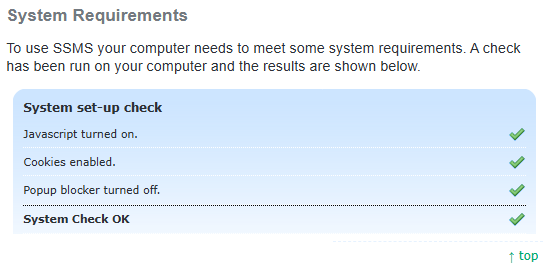 System Requirements
To use SSMS your computer needs to meet some system requirements. A check
has been run on your computer and the results are shown below.
System set-up check
Javascript turned on.
Cookies enabled.
Popup blocker turned off.
System Check OK
↑ top